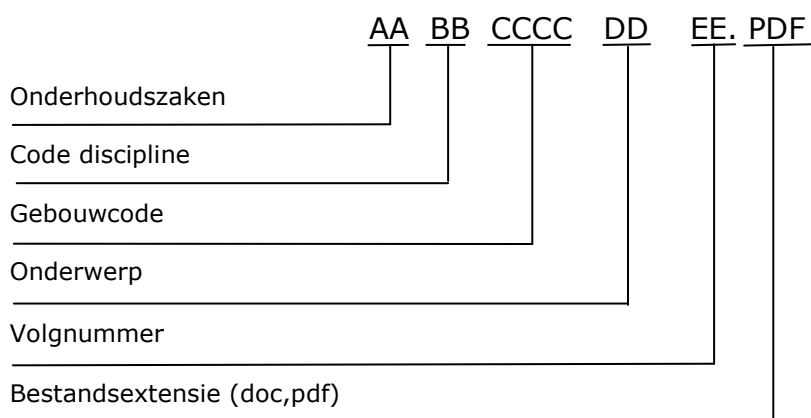 AA BB CCCC DD EE. PDF
Onderhoudszaken
Code discipline
Gebouwcode
Onderwerp
Volgnummer
Bestandsextensie (doc,pdf)